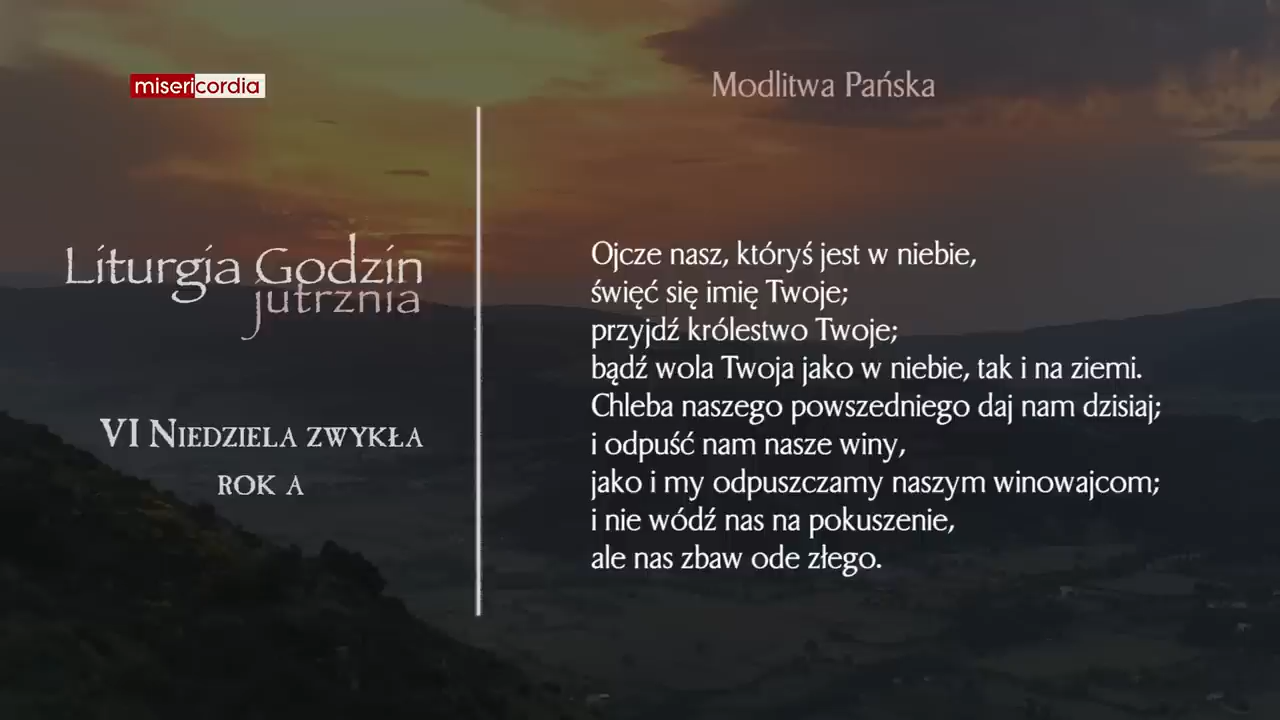 misericordia
Modlitwa Pańska
Liturgia Godzin
jutrznia
VI Niedziela zwykła
rok A
Ojcze nasz, któryś jest w niebie,
święć się imię Twoje;
przyjdź królestwo Twoje;
bądź wola Twoja jako w niebie, tak i na ziemi.
Chleba naszego powszedniego daj nam dzisiaj;
i odpuść nam nasze winy,
jako i my odpuszczamy naszym winowajcom;
i nie wódź nas na pokuszenie,
ale nas zbaw ode złego.